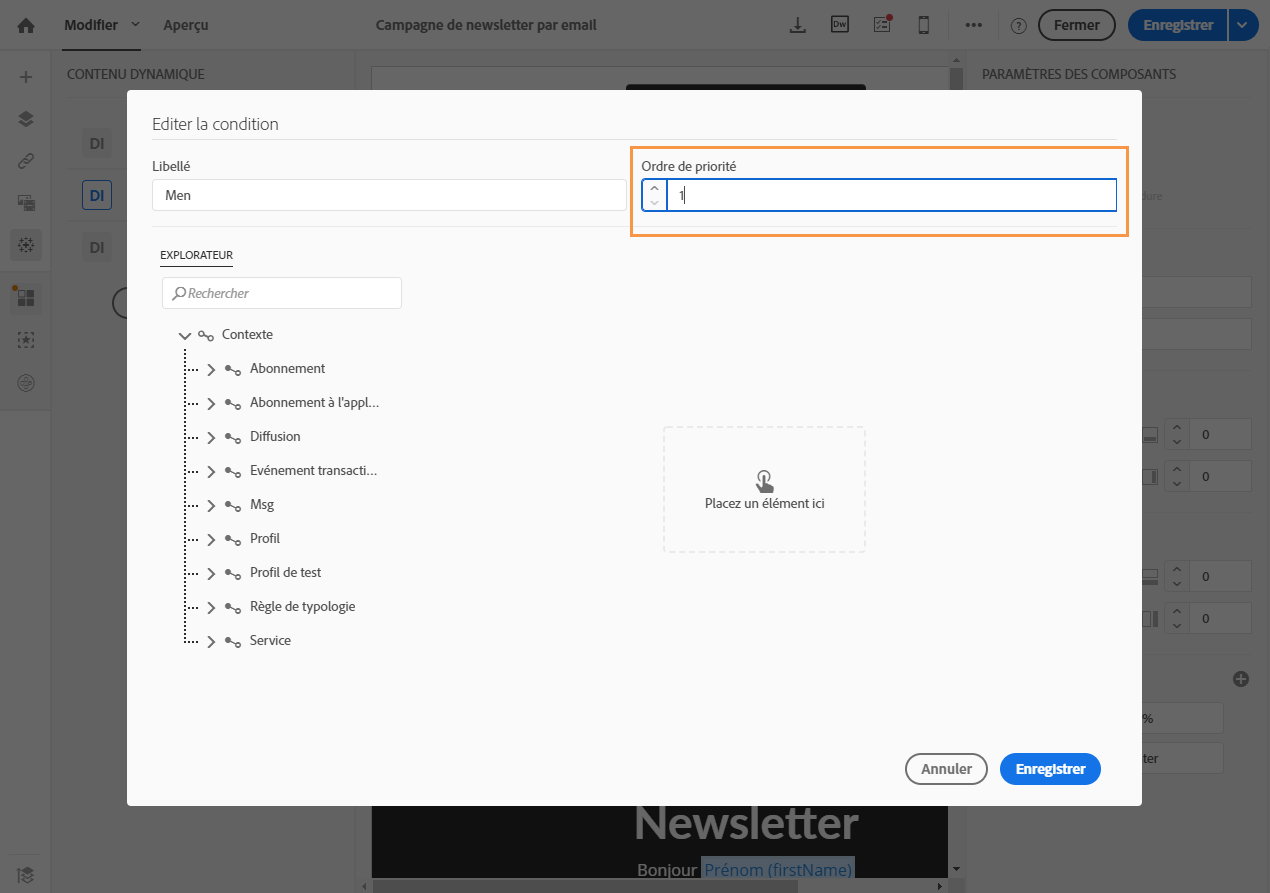 Modifier
Aperçu
Campagne de newsletter par email
Dw
?
Fermer
Enregistrer
CONTENU DYNAMIQUE
PARAMÈTRES DES COMPOSANTS
DI
DI
DI
Editer la condition
Libellé
Men
Ordre de priorité
1
EXPLORATEUR
Rechercher
Contexte
Abonnement
Abonnement à l'appl...
Diffusion
Evénement transacti...
Msg
Profil
Profil de test
Règle de typologie
Service
Placez un élément ici
dure
0
0
0
0
%
ter
Annuler
Enregistrer
Newsletter
Bonjour Prénom (firstName)